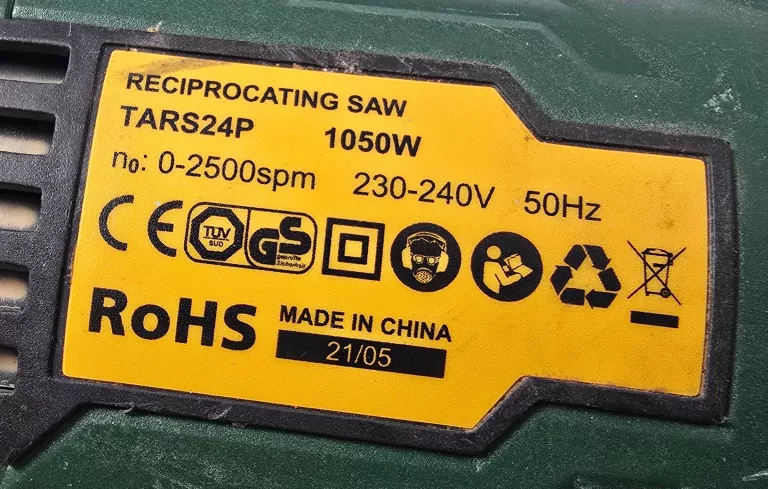 RECIPROCATING SAW
TARS24P 1050W
n₀: 0-2500spm 230-240V 50Hz
CE TÜV SÜD GS geprüfte Sicherheit
RoHS MADE IN CHINA
21/05